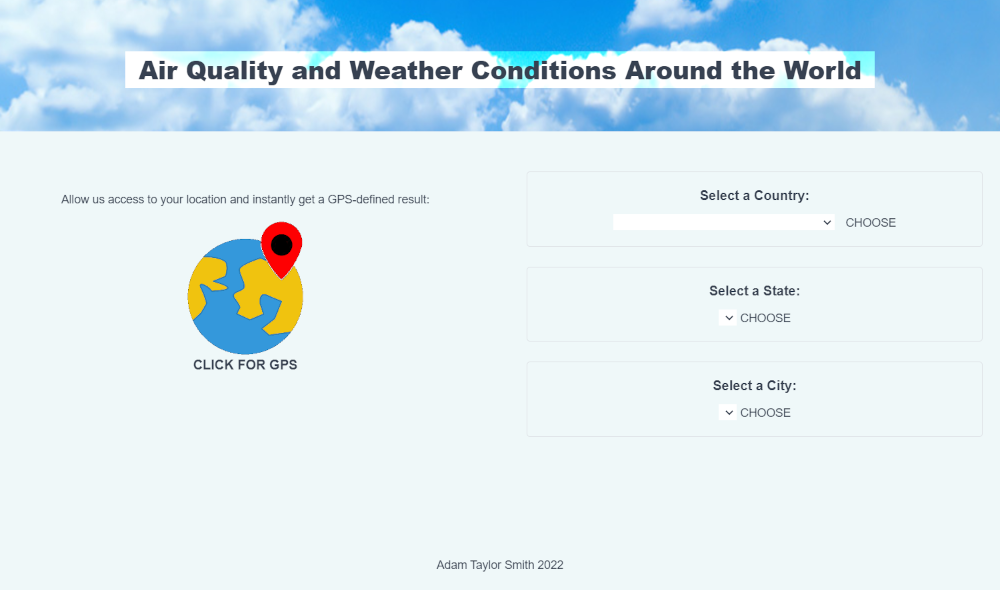 Air Quality and Weather Conditions Around the World
Allow us access to your location and instantly get a GPS-defined result:
CLICK FOR GPS
Select a Country:
CHOOSE
Select a State:
CHOOSE
Select a City:
CHOOSE
Adam Taylor Smith 2022